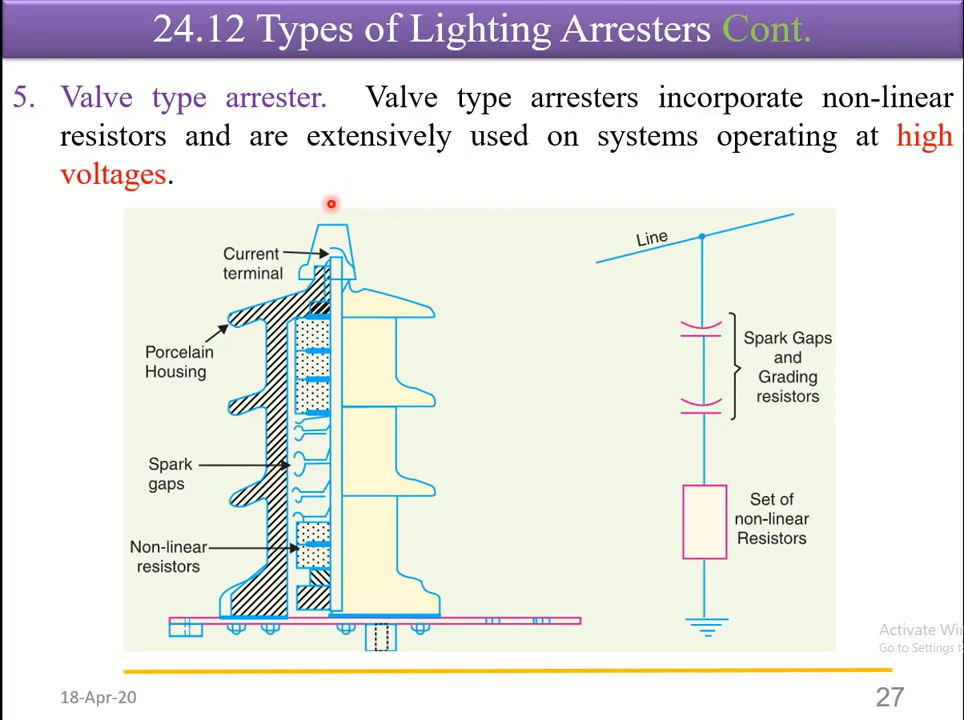 24.12 Types of Lighting Arresters Cont.
5. Valve type arrester. Valve type arresters incorporate non-linear
resistors and are extensively used on systems operating at high
voltages.
Current
terminal
Porcelain
Housing
Spark
gaps
Non-linear
resistors
Line
Spark Gaps
and
Grading
resistors
Set of
non-linear
Resistors
Activate Wi
Go to Settings t
18-Apr-20
27